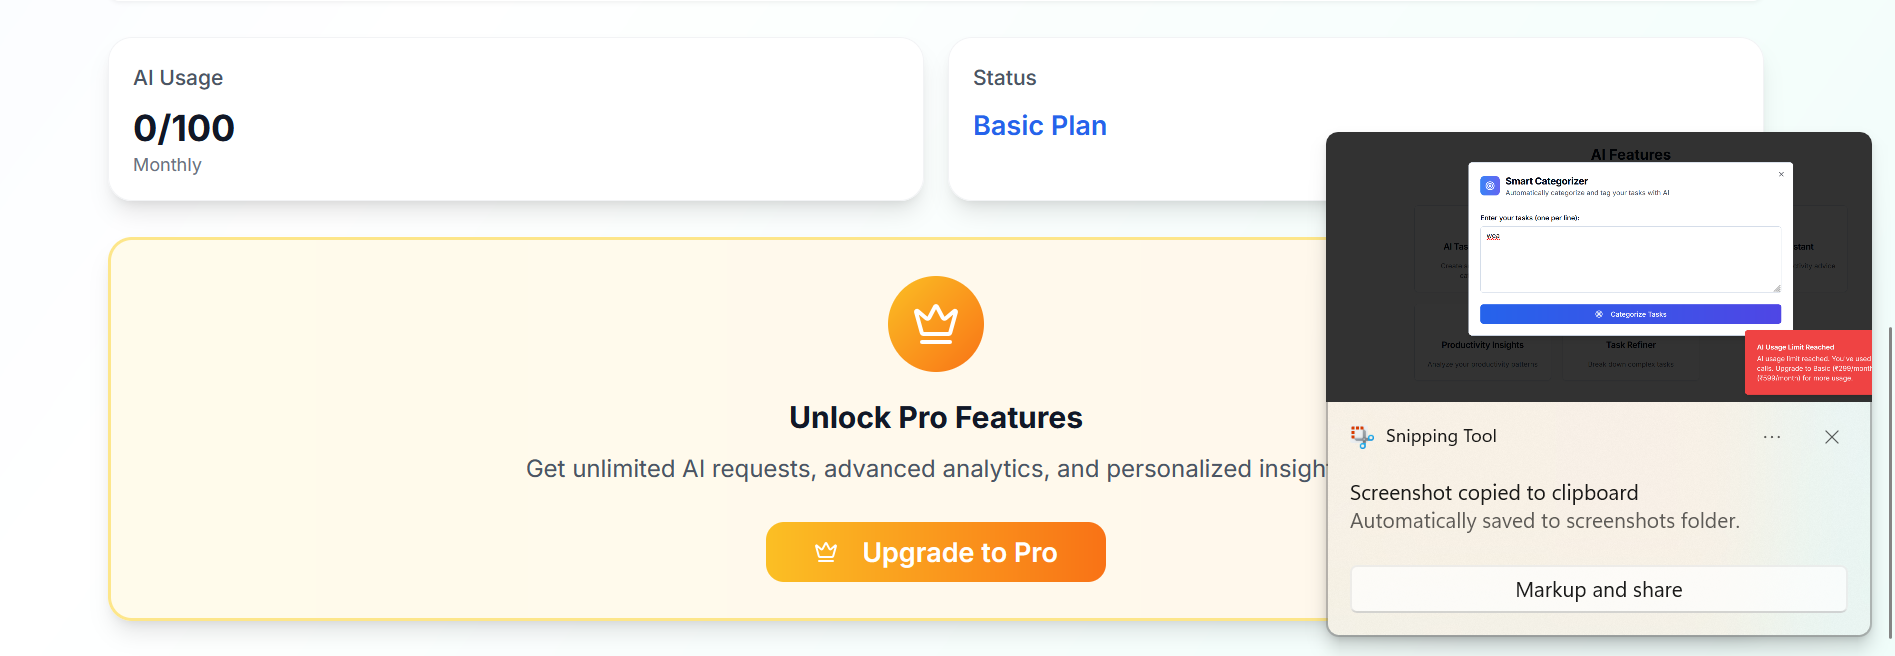 AI Usage
0/100
Monthly
Status
Basic Plan
Unlock Pro Features
Get unlimited AI requests, advanced analytics, and personalized
Upgrade to Pro
AI Features
Smart Categorizer
Automatically categorize and tag your tasks with AI
Enter your tasks (one per line):
Categorize Tasks
AI
Productivity Insights
Analyze your productivity patterns
Task Refiner
Break down complex tasks
AI Usage Limit Reached
AI usage limit reached. You've used
calls. Upgrade to Basic (₹299/month
(₹599/month) for more usage.
Snipping Tool
Screenshot copied to clipboard
Automatically saved to screenshots folder.
Markup and share